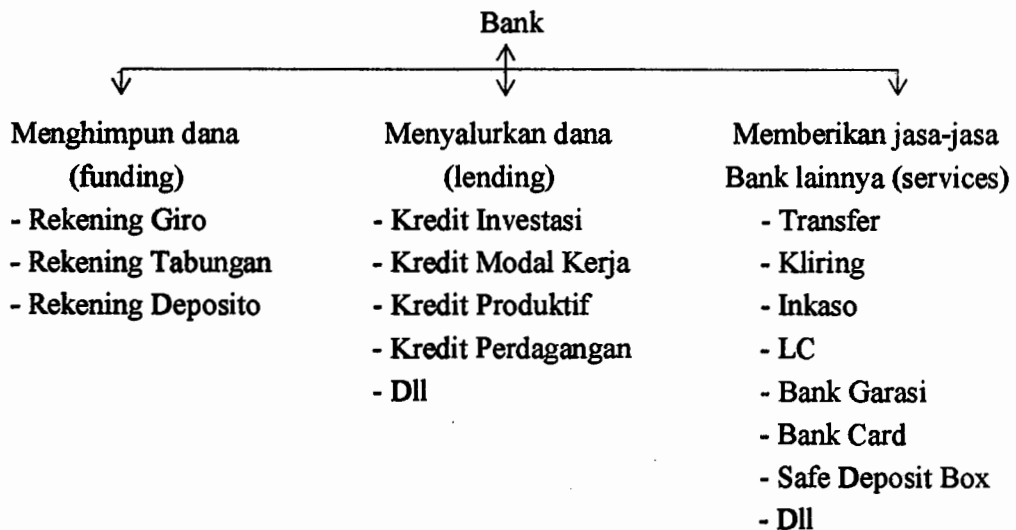 Bank
Menghimpun dana
(funding)
- Rekening Giro
- Rekening Tabungan
- Rekening Deposito
Menyalurkan dana
(lending)
- Kredit Investasi
- Kredit Modal Kerja
- Kredit Produktif
- Kredit Perdagangan
- Dll
Memberikan jasa-jasa
Bank lainnya (services)
- Transfer
- Kliring
- Inkaso
- LC
- Bank Garasi
- Bank Card
- Safe Deposit Box
- Dll